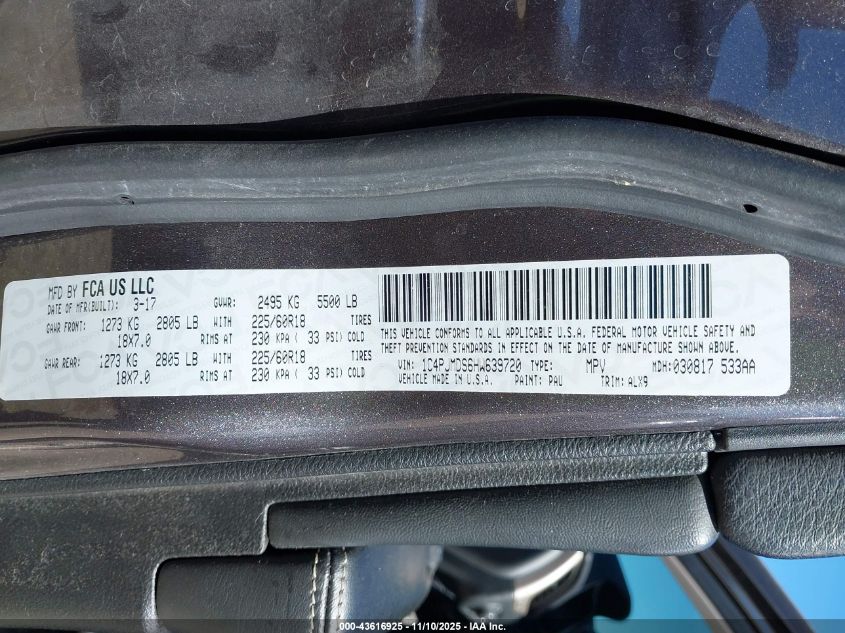 MFD BY FCA US LLC
DATE OF MFR(BUILT): 3-17 GVWR: 2495 KG 5500 LB
GAWR FRONT: 1273 KG 2805 LB WITH 225/60R18 TIRES
18X7.0 RIMS AT 230 KPA ( 33 PSI) COLD
GAWR REAR: 1273 KG 2805 LB WITH 225/60R18 TIRES
18X7.0 RIMS AT 230 KPA ( 33 PSI) COLD
THIS VEHICLE CONFORMS TO ALL APPLICABLE U.S.A. FEDERAL MOTOR VEHICLE SAFETY AND
THEFT PREVENTION STANDARDS IN EFFECT ON THE DATE OF MANUFACTURE SHOWN ABOVE.
VIN: 1C4PJMDS6HW639720 TYPE: MPV MDH: 030817 533AA
VEHICLE MADE IN U.S.A. PAINT: PAU TRIM: ALX9
000-43616925 - 11/10/2025 - IAA Inc.